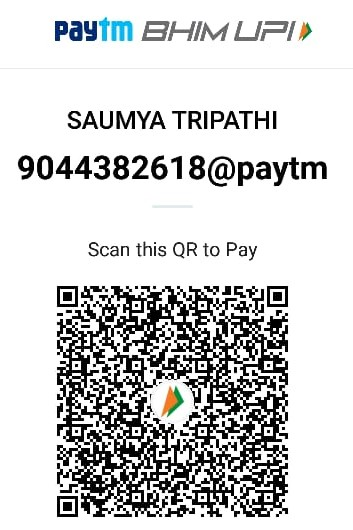 paytm BHIM UPI
SAUMYA TRIPATHI
9044382618@paytm
Scan this QR to Pay